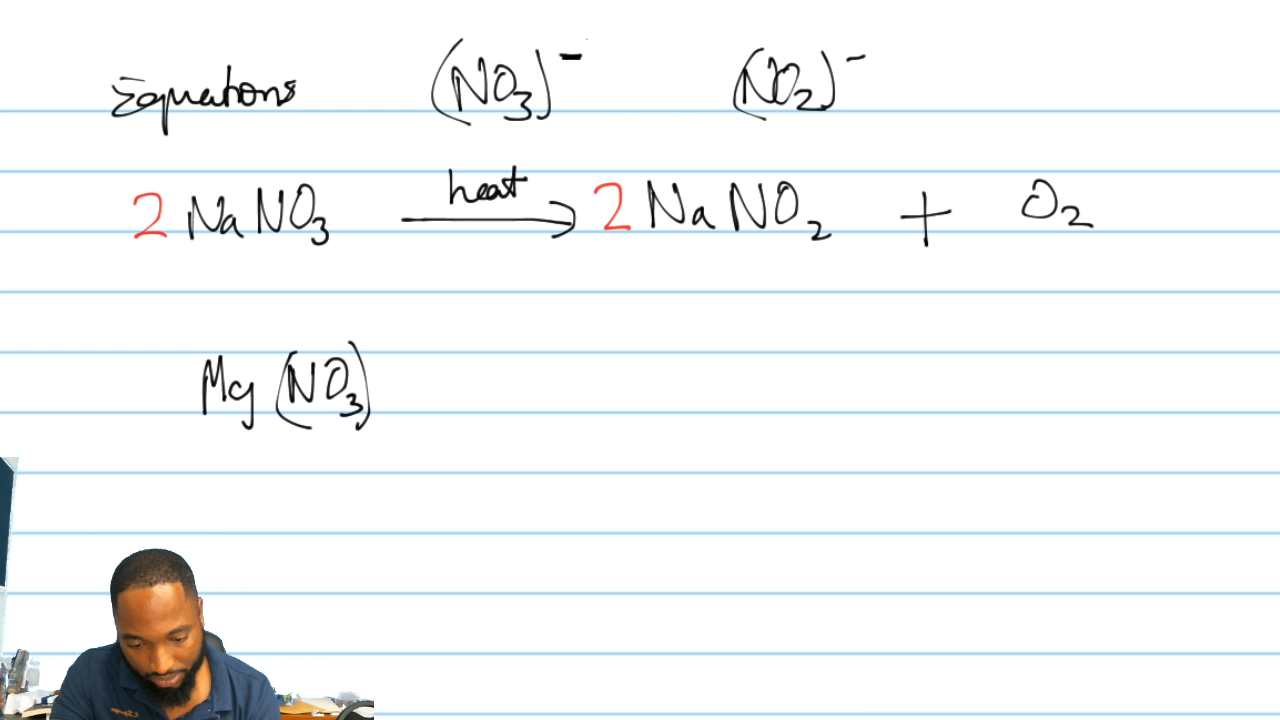 Equations (NO₃)⁻ (NO₂)⁻
2 NaNO₃ heat→ 2 NaNO₂ + O₂
Mg(NO₃)